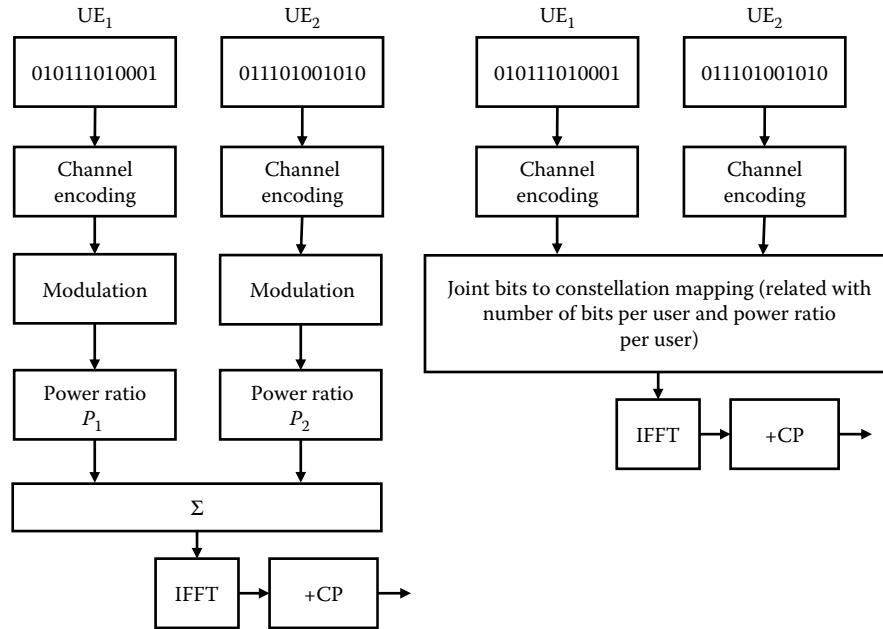 UE₁
UE₂
010111010001
011101001010
Channel
encoding
Channel
encoding
Modulation
Modulation
Power ratio
P₁
Power ratio
P₂
Σ
IFFT
+CP
UE₁
UE₂
010111010001
011101001010
Channel
encoding
Channel
encoding
Joint bits to constellation mapping (related with
number of bits per user and power ratio
per user)
IFFT
+CP